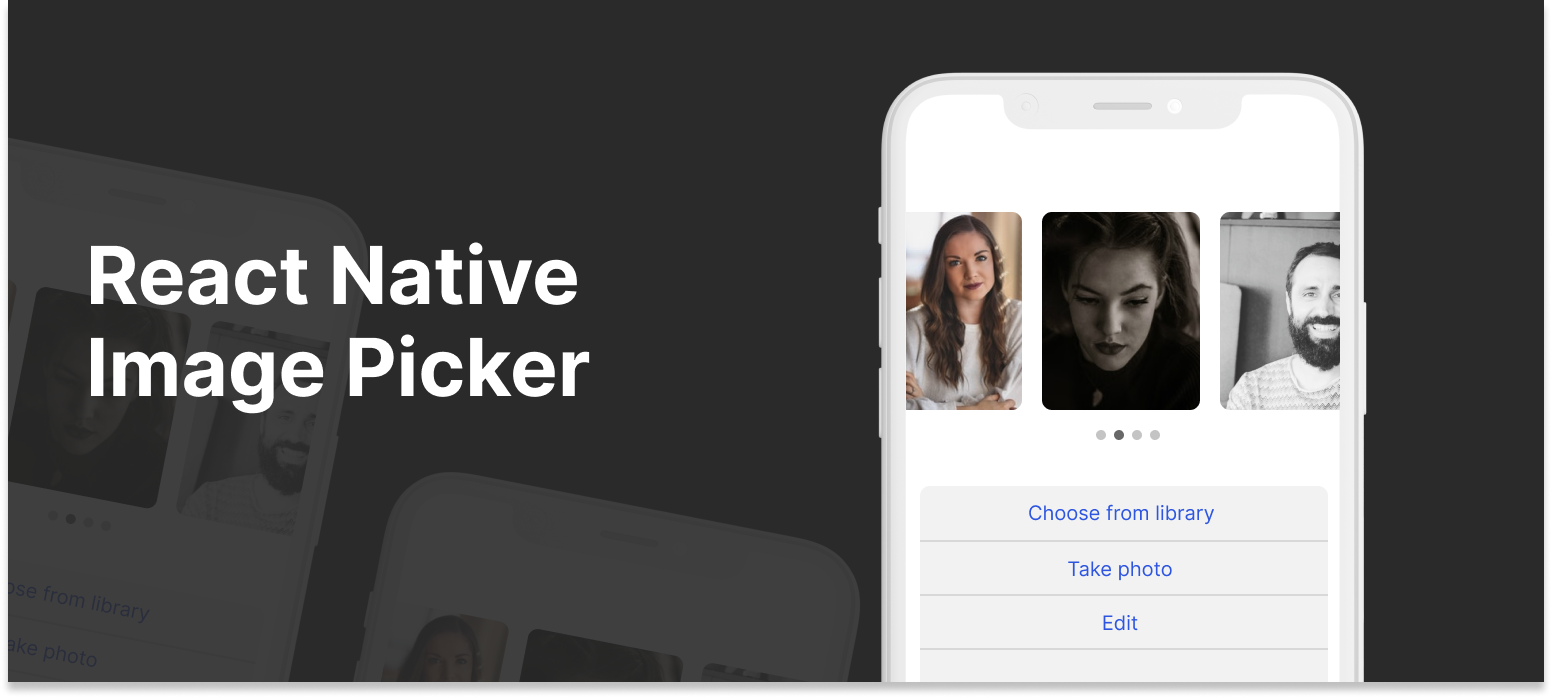 React Native
Image Picker
Choose from library
Take photo
Edit
ose from library
ake photo